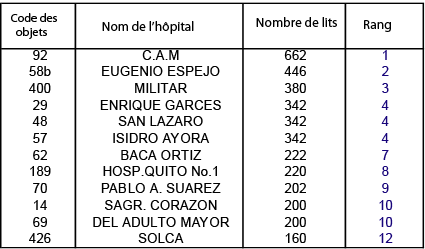 Code des objets Nom de l'hôpital Nombre de lits Rang
92 C.A.M 662 1
58b EUGENIO ESPEJO 446 2
400 MILITAR 380 3
29 ENRIQUE GARCES 342 4
48 SAN LAZARO 342 4
57 ISIDRO AYORA 342 4
62 BACA ORTIZ 222 7
189 HOSP.QUITO No.1 220 8
70 PABLO A. SUAREZ 202 9
14 SAGR. CORAZON 200 10
69 DEL ADULTO MAYOR 200 10
426 SOLCA 160 12